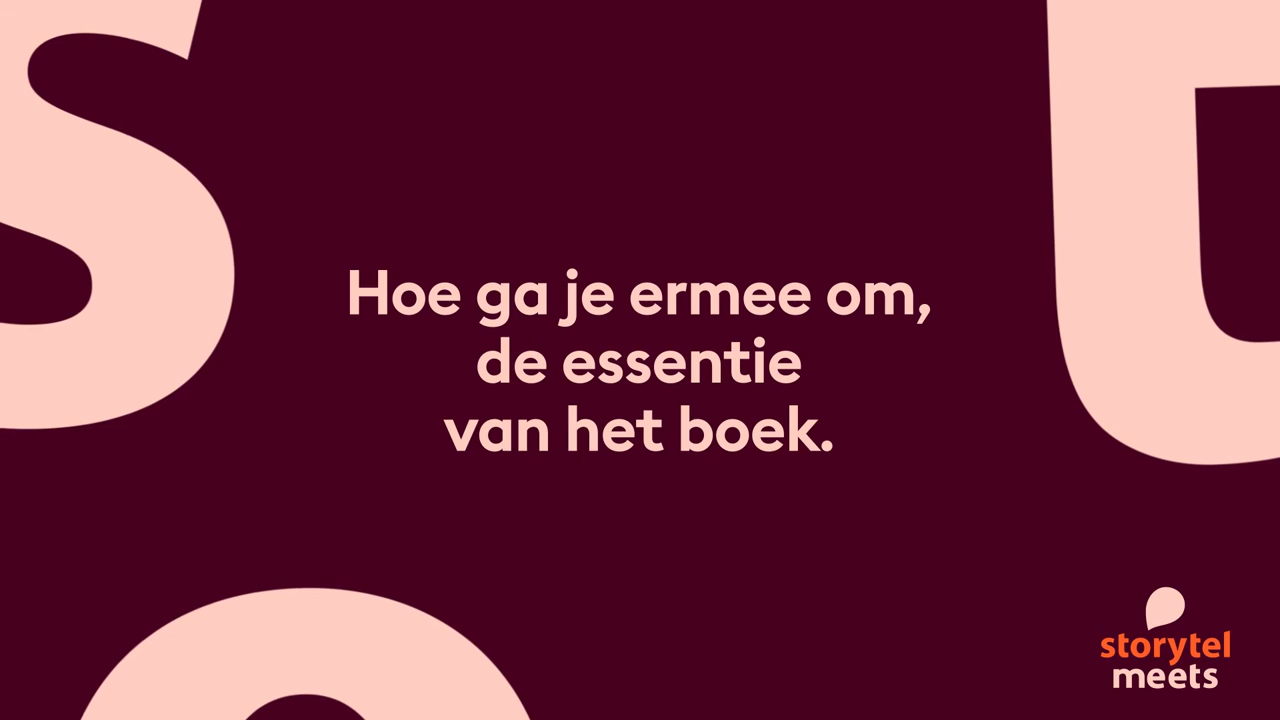 Hoe ga je ermee om,
de essentie
van het boek.
storytel
meets